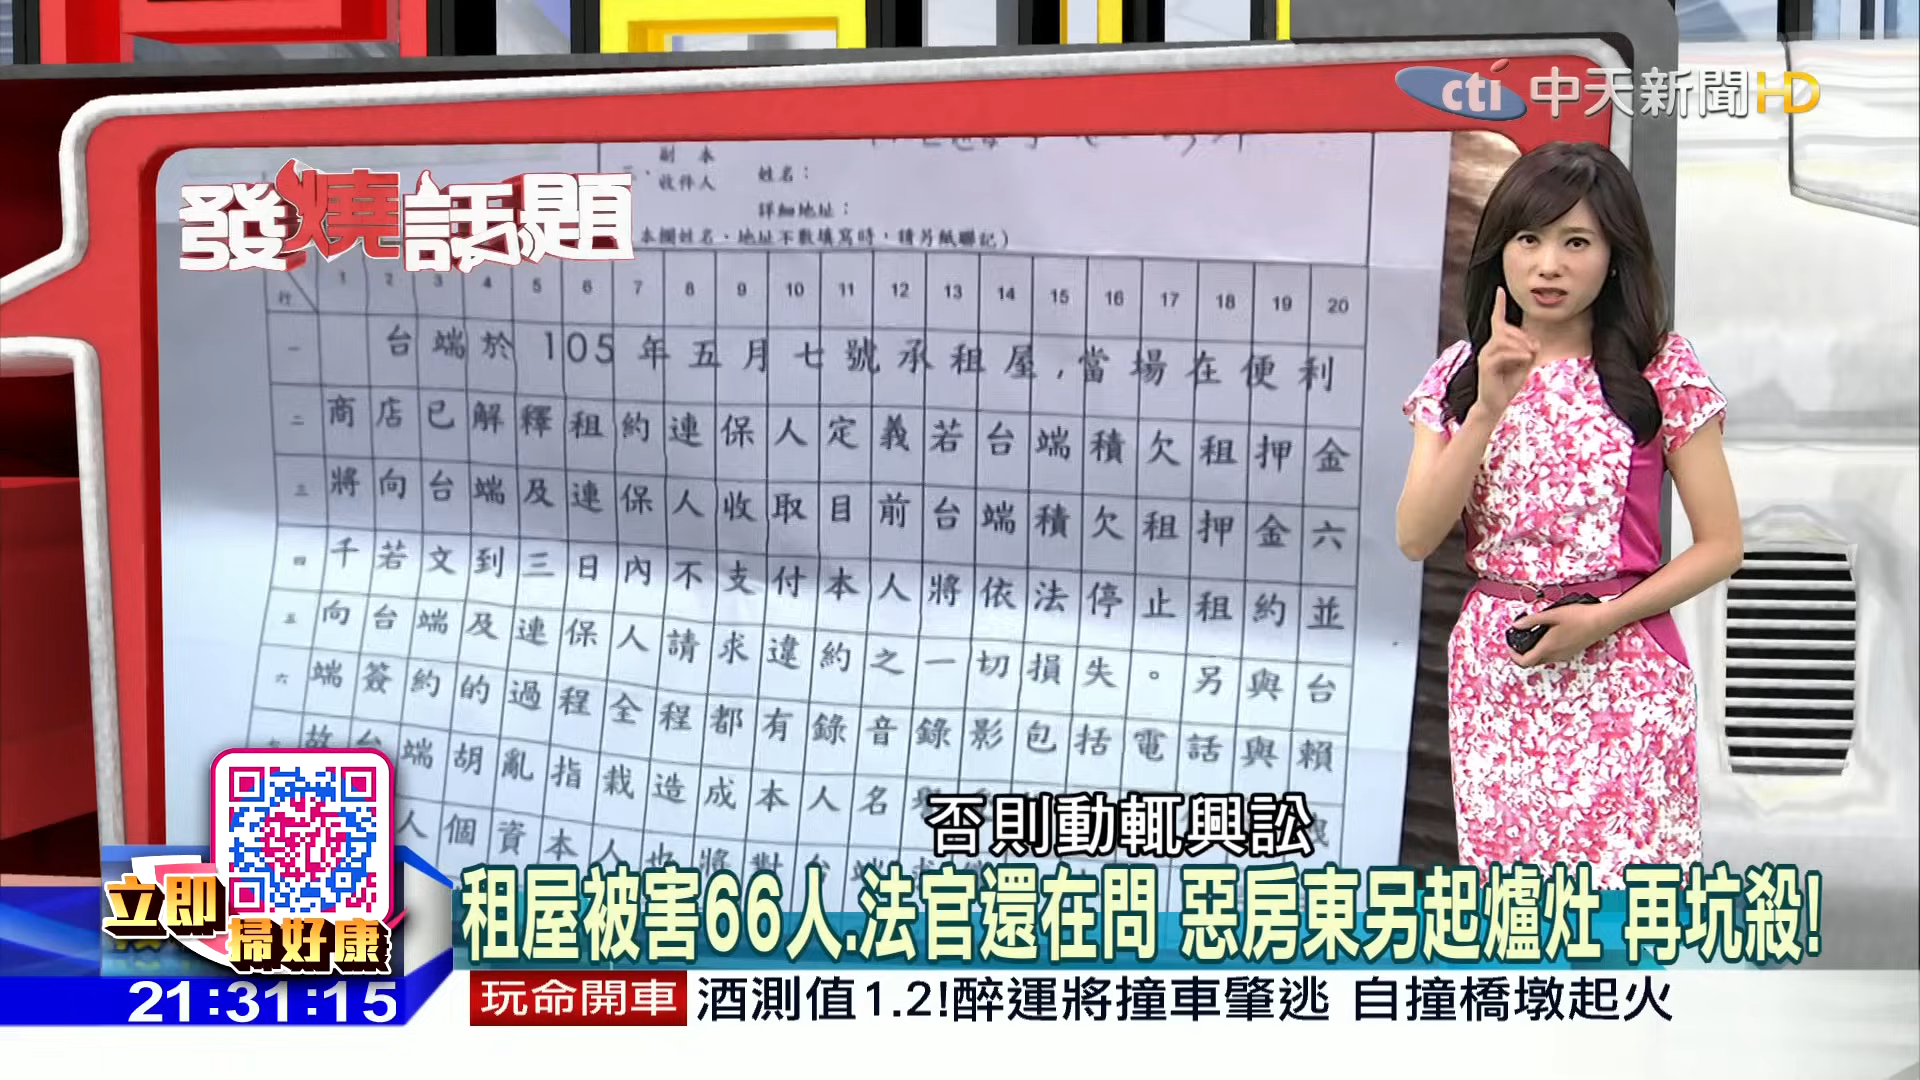 cti 中天新聞HD
發燒話題
副 本
收件人
姓名：
詳細地址：
本欄姓名、地址不敷填寫時，請另紙聯記）
行 1 2 3 4 5 6 7 8 9 10 11 12 13 14 15 16 17 18 19 20
一 台端於105年五月七號承租屋,當場在便利
二 商店已解釋租約連保人定義若台端積欠租押金
三 將向台端及連保人收取目前台端積欠租押金六
四 千若文到三日內不支付本人將依法停止租約並
五 向台端及連保人請求違約之一切損失。另與台
六 端簽約的過程全程都有錄音錄影包括電話與賴
故台端胡亂指栽造成本人名
人個資本人也將對台端
否則動輒興訟
租屋被害66人.法官還在問 惡房東另起爐灶 再坑殺!
立即
掃好康
21:31:15
玩命開車 酒測值1.2!醉運將撞車肇逃 自撞橋墩起火